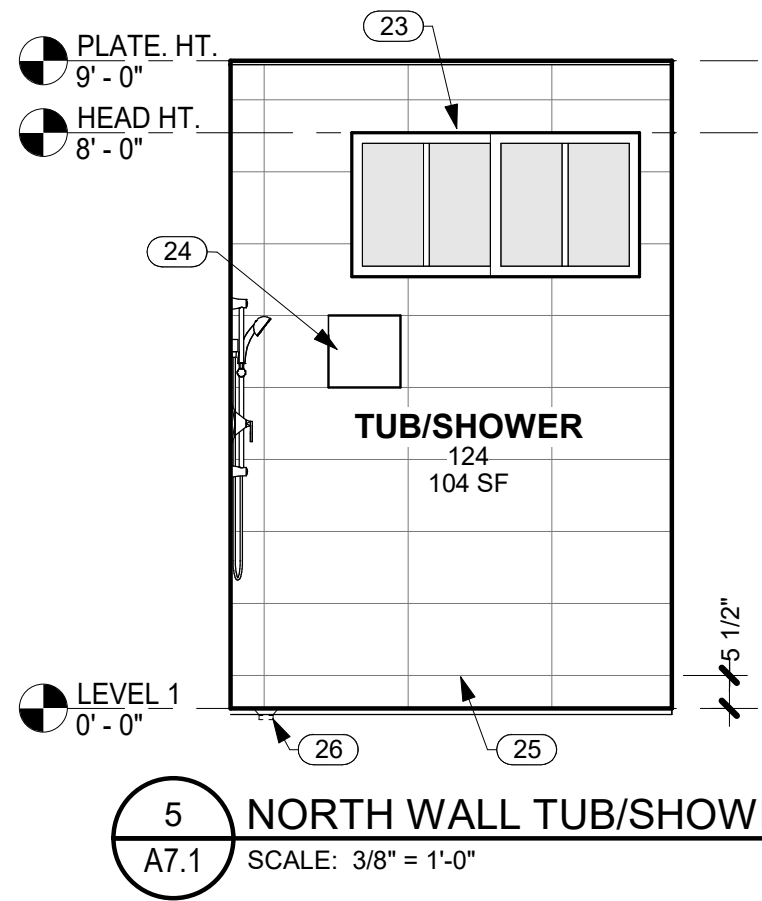 23
PLATE. HT.
9' - 0"
HEAD HT.
8' - 0"
24
TUB/SHOWER
124
104 SF
5 1/2"
LEVEL 1
0' - 0"
26
25
5
NORTH WALL TUB/SHOW
A7.1
SCALE: 3/8" = 1'-0"